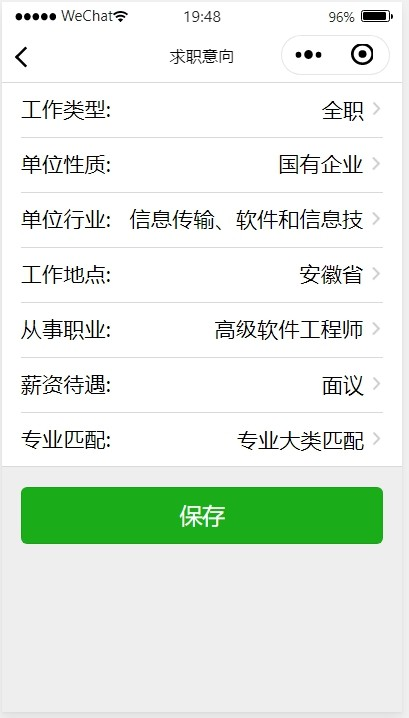 WeChat 19:48 96%
求职意向
工作类型: 全职
单位性质: 国有企业
单位行业: 信息传输、软件和信息技
工作地点: 安徽省
从事职业: 高级软件工程师
薪资待遇: 面议
专业匹配: 专业大类匹配
保存